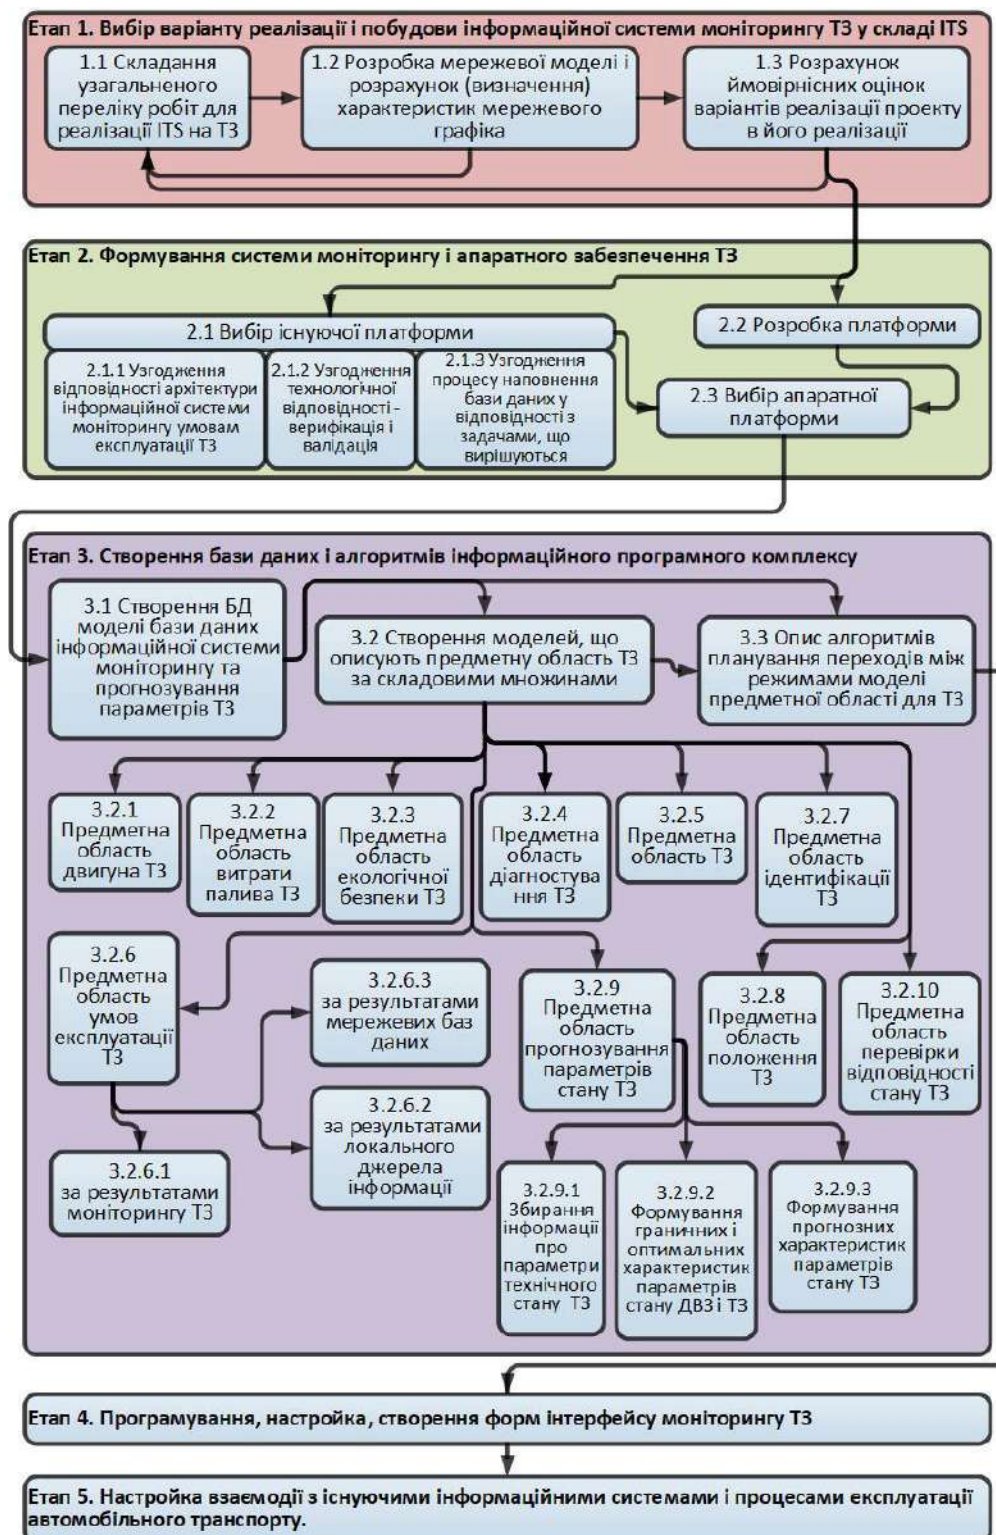 Етап 1. Вибір варіанту реалізації і побудови інформаційної системи моніторингу ТЗ у складі ITS
1.1 Складання
узагальненого
переліку робіт для
реалізації ITS на ТЗ
1.2 Розробка мережевої моделі і
розрахунок (визначення)
характеристик мережевого
графіка
1.3 Розрахунок
ймовірнісних оцінок
варіантів реалізації проекту
в його реалізації
Етап 2. Формування системи моніторингу і апаратного забезпечення ТЗ
2.1 Вибір існуючої платформи
2.1.1 Узгодження
відповідності архітектури
інформаційної системи
моніторингу умовам
експлуатації ТЗ
2.1.2 Узгодження
технологічної
відповідності -
верифікація і
валідація
2.1.3 Узгодження
процесу наповнення
бази даних у
відповідності з
задачами, що
вирішуються
2.2 Розробка платформи
2.3 Вибір апаратної
платформи
Етап 3. Створення бази даних і алгоритмів інформаційного програмного комплексу
3.1 Створення БД
моделі бази даних
інформаційної системи
моніторингу та
прогнозування
параметрів ТЗ
3.2 Створення моделей, що
описують предметну область ТЗ
за складовими множинами
3.3 Опис алгоритмів
планування переходів між
режимами моделі
предметної області для ТЗ
3.2.1
Предметна
область
двигуна ТЗ
3.2.2
Предметна
область
витрати
палива ТЗ
3.2.3
Предметна
область
екологічної
безпеки ТЗ
3.2.4
Предметна
область
діагностува
ння ТЗ
3.2.5
Предметна
область ТЗ
3.2.7
Предметна
область
ідентифікації
ТЗ
3.2.6
Предметна
область
умов
експлуатації
ТЗ
3.2.6.3
за результатами
мережевих баз
даних
3.2.9
Предметна
область
прогнозування
параметрів
стану ТЗ
3.2.8
Предметна
область
положення
ТЗ
3.2.10
Предметна
область
перевірки
відповідності
стану ТЗ
3.2.6.2
за результатами
локального
джерела
інформації
3.2.6.1
за результатами
моніторингу ТЗ
3.2.9.1
Збирання
інформації
про
параметри
технічного
стану ТЗ
3.2.9.2
Формування
граничних і
оптимальних
характеристик
параметрів
стану ДВЗ і ТЗ
3.2.9.3
Формування
прогнозних
характеристик
параметрів
стану ТЗ
Етап 4. Програмування, настройка, створення форм інтерфейсу моніторингу ТЗ
Етап 5. Настройка взаємодії з існуючими інформаційними системами і процесами експлуатації
автомобільного транспорту.